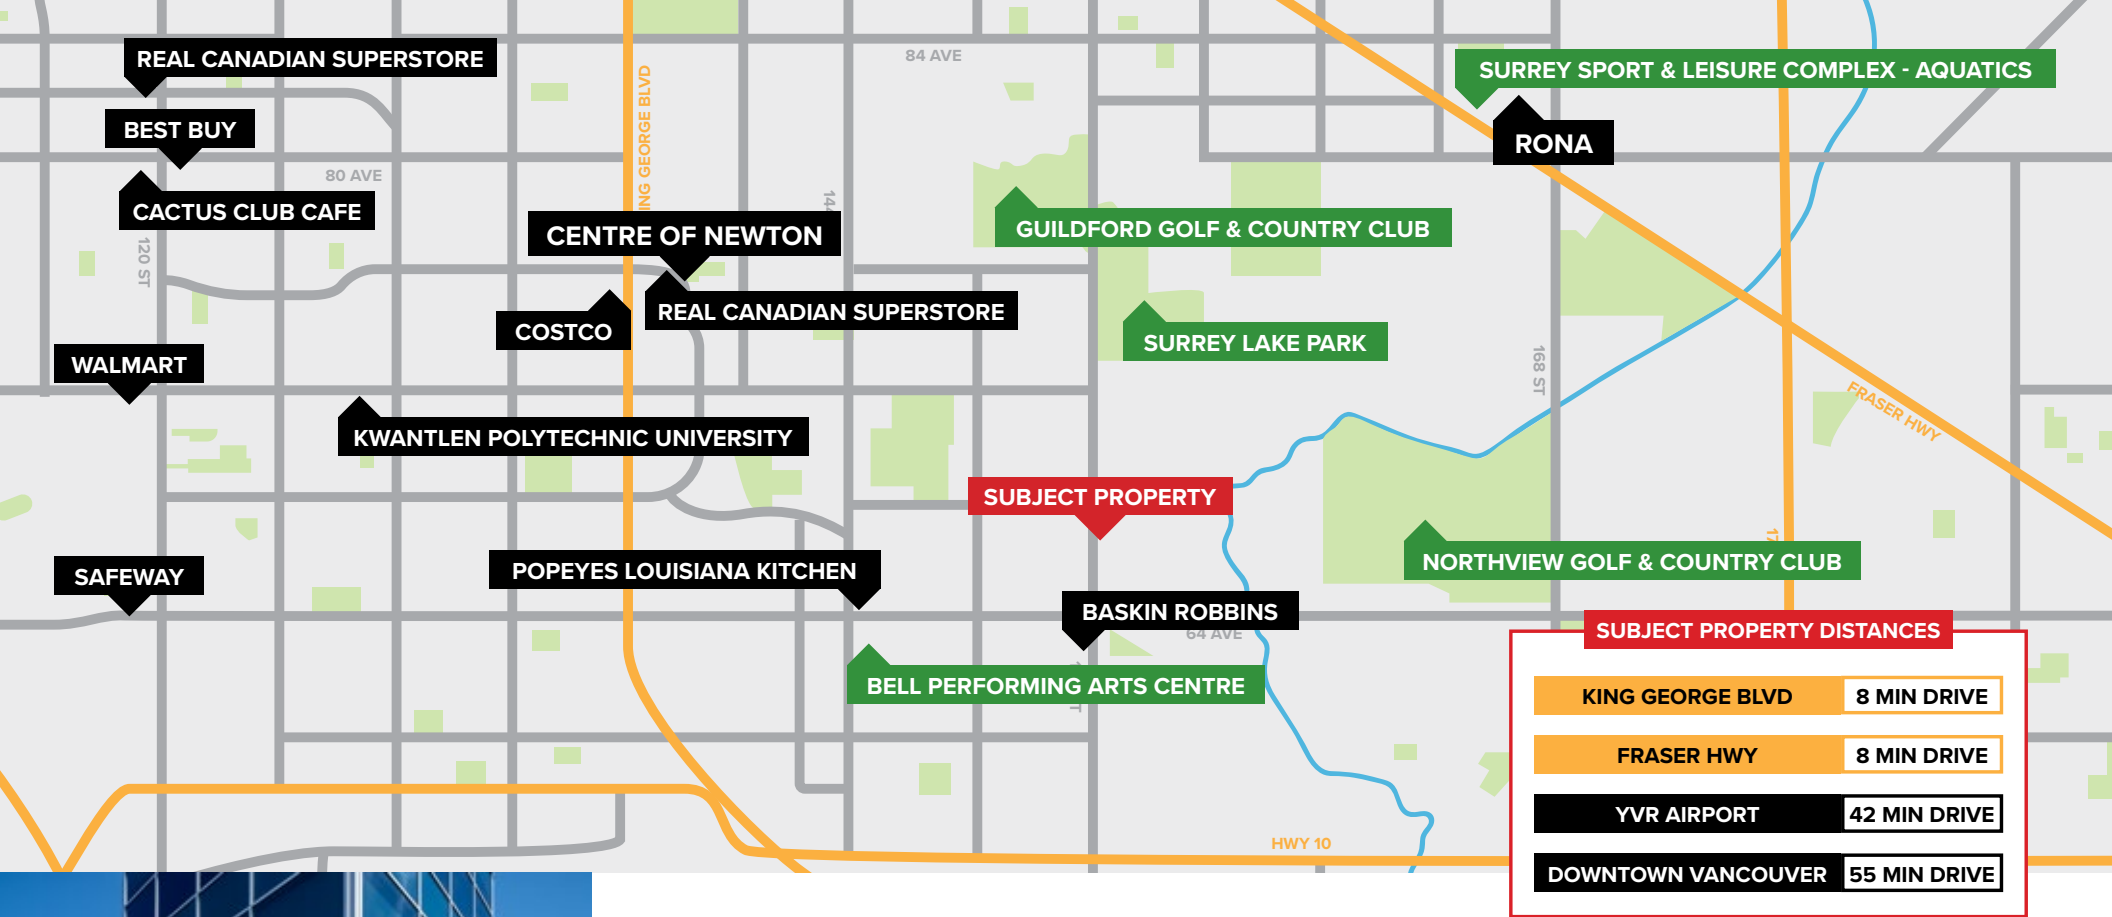 84 AVE
REAL CANADIAN SUPERSTORE
SURREY SPORT & LEISURE COMPLEX - AQUATICS
BEST BUY
RONA
80 AVE
CACTUS CLUB CAFE
CENTRE OF NEWTON
GUILDFORD GOLF & COUNTRY CLUB
120 ST
REAL CANADIAN SUPERSTORE
COSTCO
SURREY LAKE PARK
WALMART
168 ST
FRASER HWY
KWANTLEN POLYTECHNIC UNIVERSITY
SUBJECT PROPERTY
NORTHVIEW GOLF & COUNTRY CLUB
SAFEWAY
POPEYES LOUISIANA KITCHEN
BASKIN ROBBINS
64 AVE
BELL PERFORMING ARTS CENTRE
HWY 10
SUBJECT PROPERTY DISTANCES
KING GEORGE BLVD 8 MIN DRIVE
FRASER HWY 8 MIN DRIVE
YVR AIRPORT 42 MIN DRIVE
DOWNTOWN VANCOUVER 55 MIN DRIVE
GEORGE BLVD